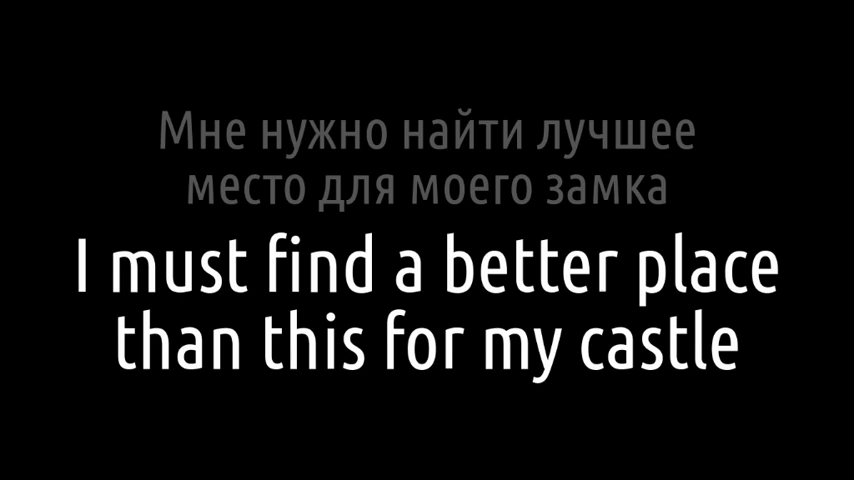 Мне нужно найти лучшее
место для моего замка
I must find a better place
than this for my castle